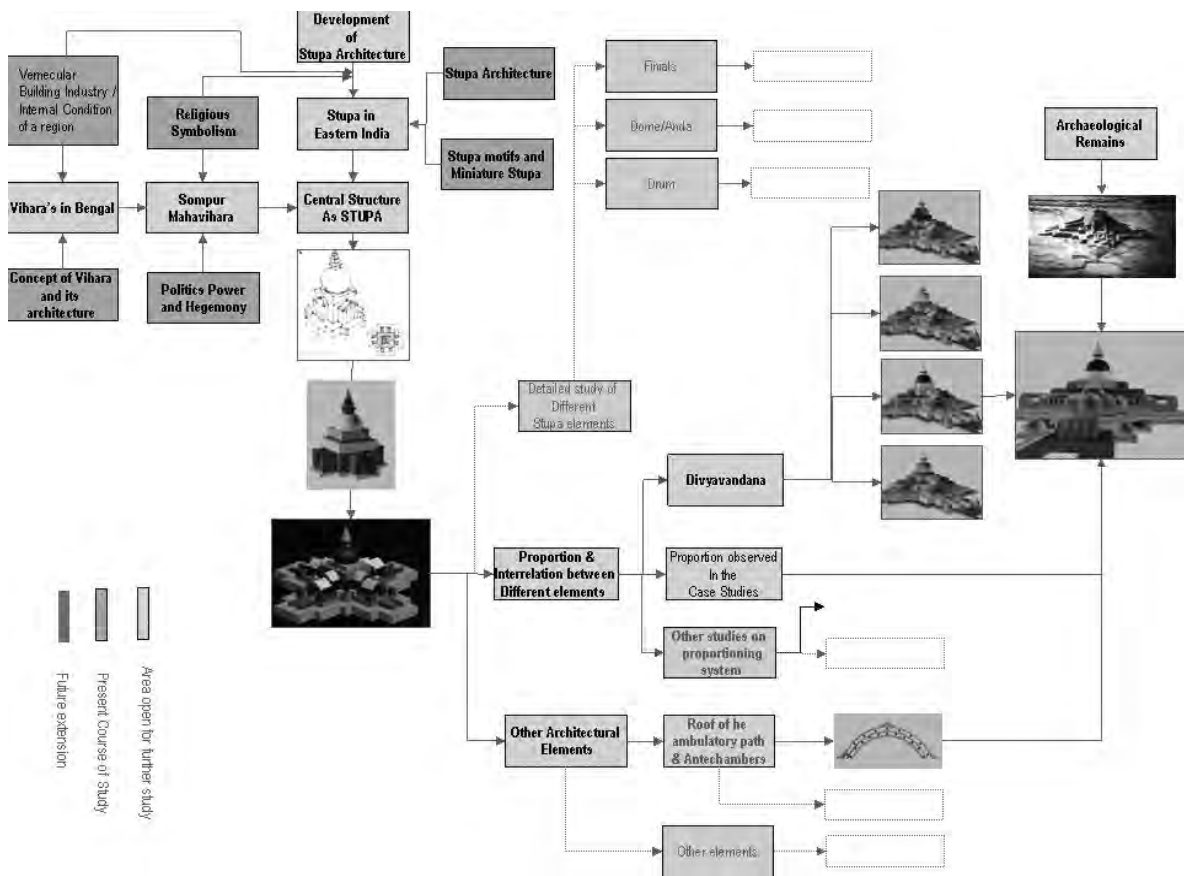 Development
of
Stupa Architecture
Vernecular
Building Industry /
Internal Condition
of a region
Religious
Symbolism
Stupa in
Eastern India
Stupa Architecture
Stupa motifs and
Miniature Stupa
Vihara's in Bengal
Sompur
Mahavihara
Central Structure
As STUPA
Concept of Vihara
and its
architecture
Politics Power
and Hegemony
Finials
Dome/Anda
Drum
Archaeological
Remains
Detailed study of
Different
Stupa elements
Divyavandana
Proportion &
Interrelation between
Different elements
Proportion observed
In the
Case Studies
Other studies on
proportioning
system
Other Architectural
Elements
Roof of he
ambulatory path
& Antechambers
Other elements
Future extension
Present Course of Study
Area open for further study